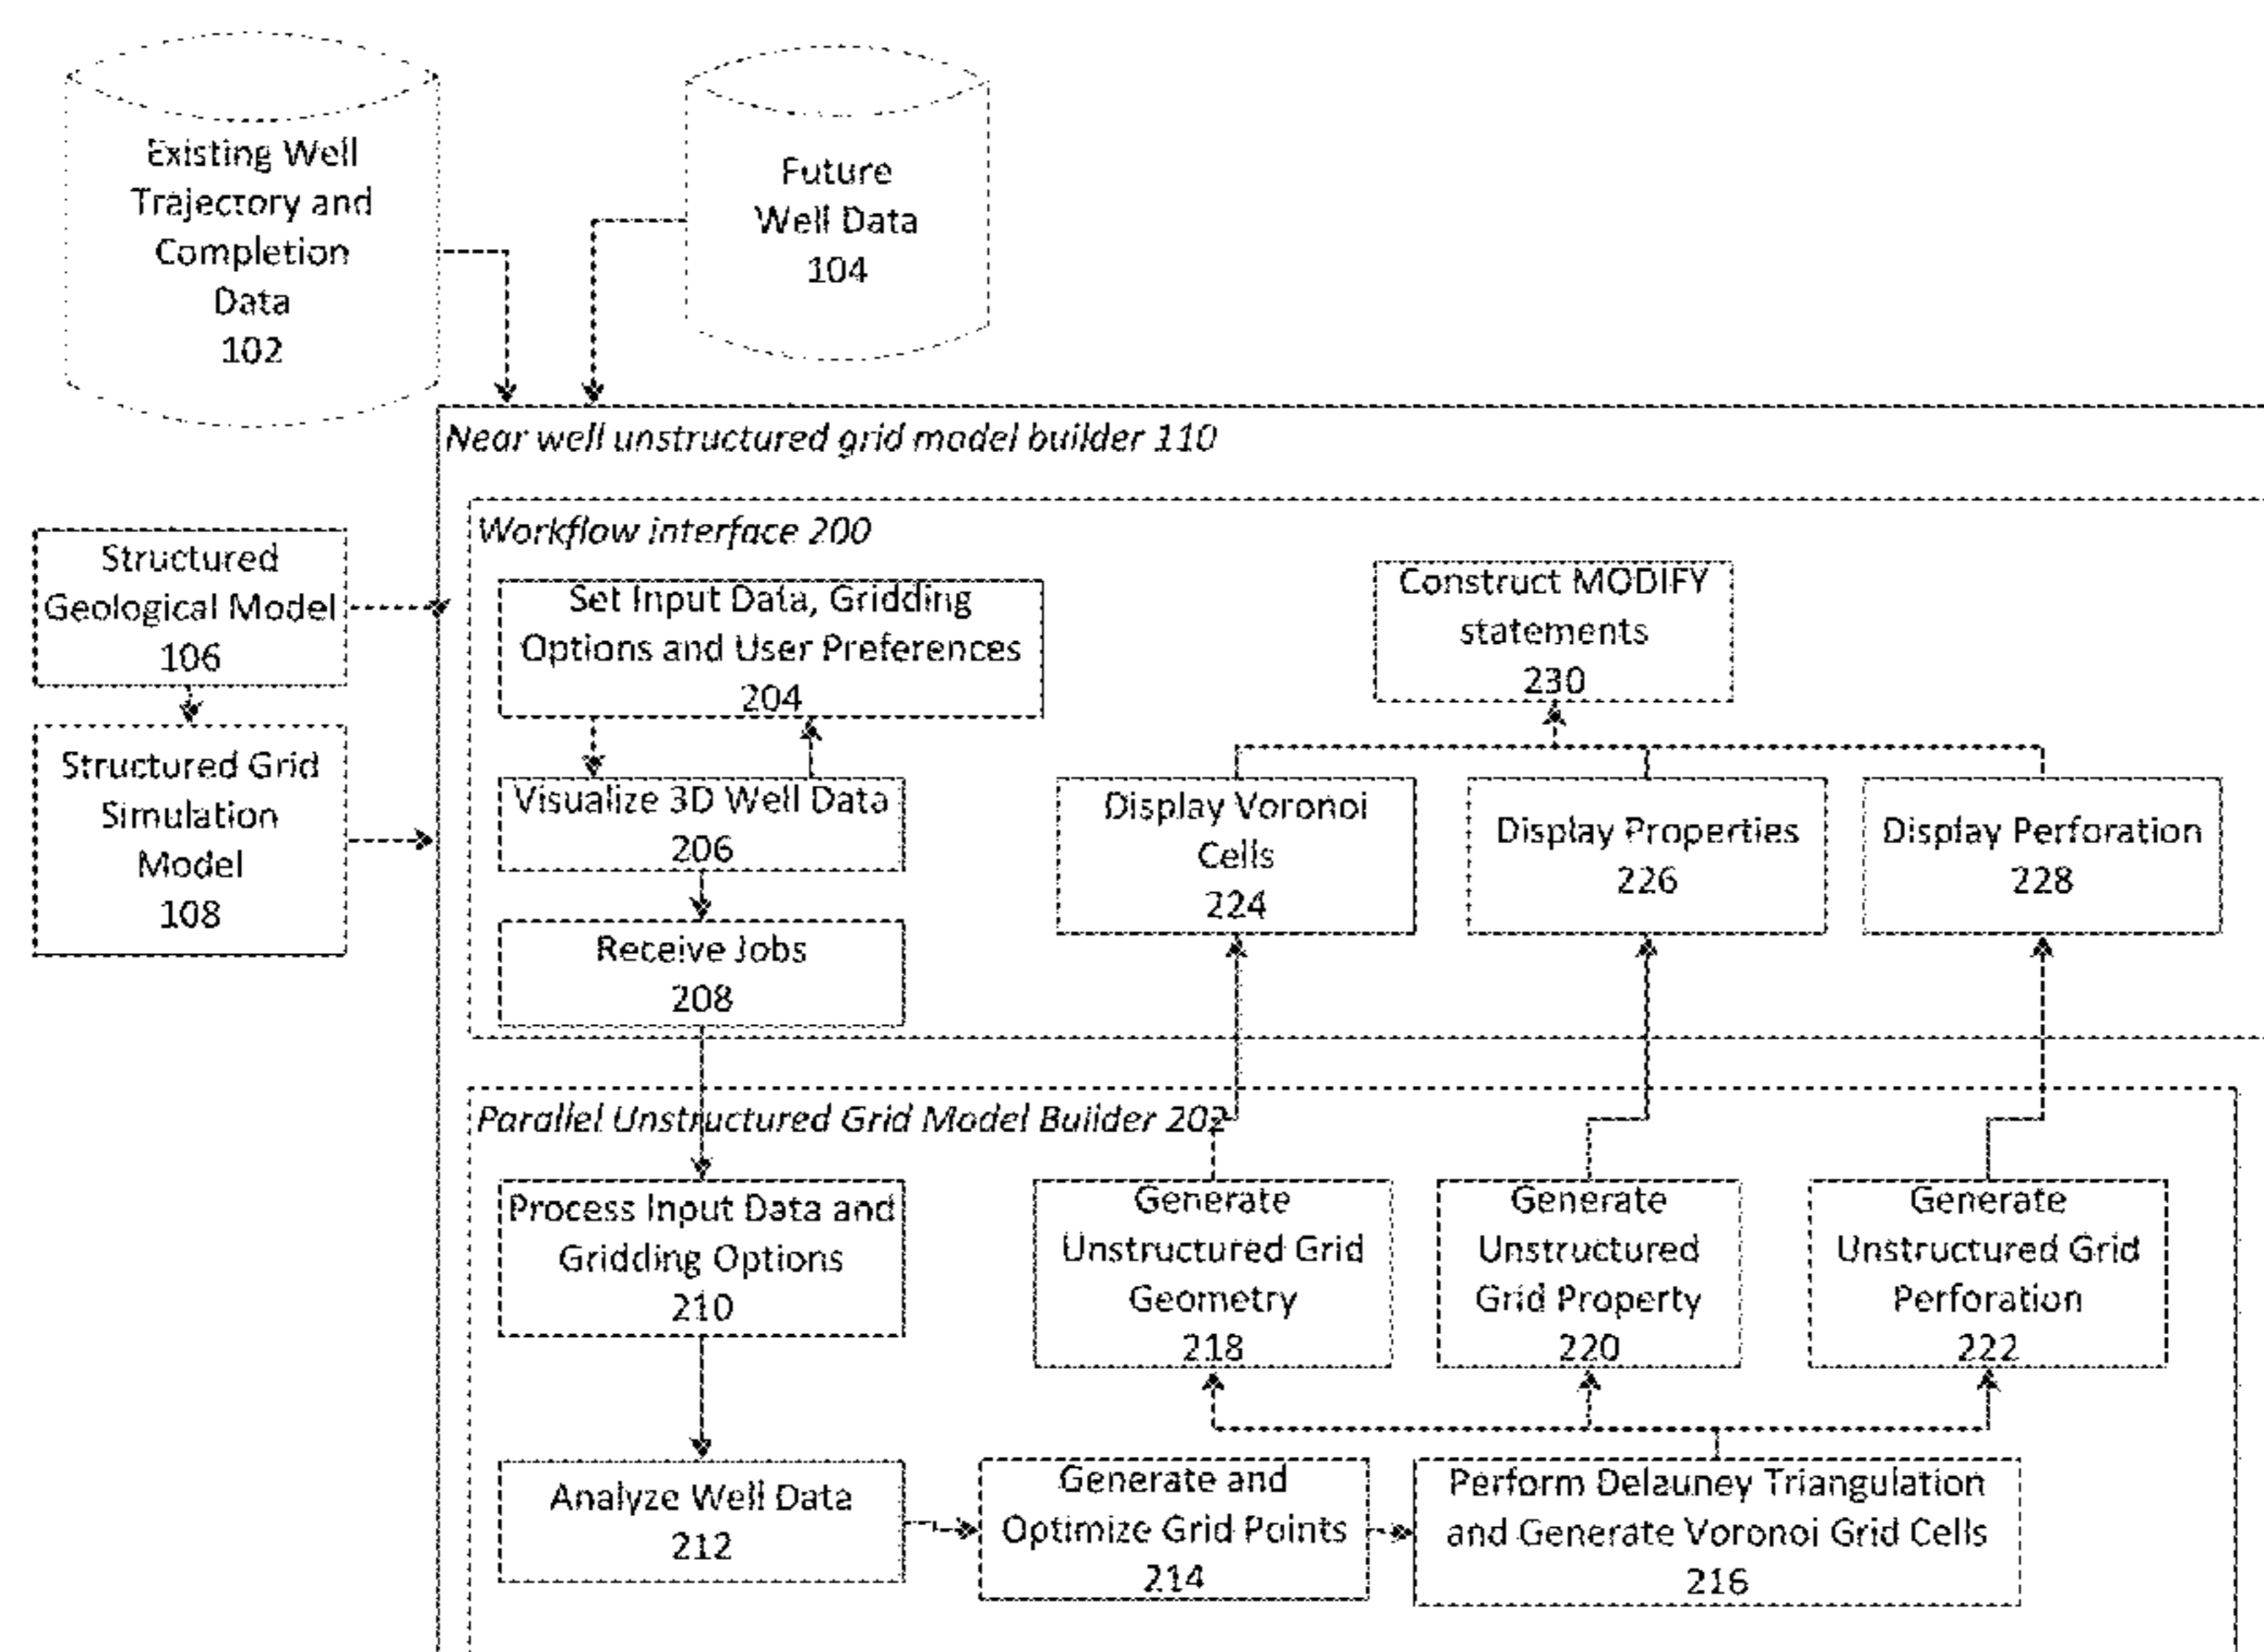 Existing Well
Trajectory and
Completion
Data
102
Future
Well Data
104
Near well unstructured grid model builder 110
Workflow interface 200
Structured
Geological Model
106
Structured Grid
Simulation
Model
108
Set Input Data, Gridding
Options and User Preferences
204
Visualize 3D Well Data
206
Receive Jobs
208
Construct MODIFY
statements
230
Display Voronoi
Cells
224
Display Properties
226
Display Perforation
228
Parallel Unstructured Grid Model Builder 202
Process Input Data and
Gridding Options
210
Analyze Well Data
212
Generate
Unstructured Grid
Geometry
218
Generate
Unstructured
Grid Property
220
Generate
Unstructured Grid
Perforation
222
Generate and
Optimize Grid Points
214
Perform Delauney Triangulation
and Generate Voronoi Grid Cells
216